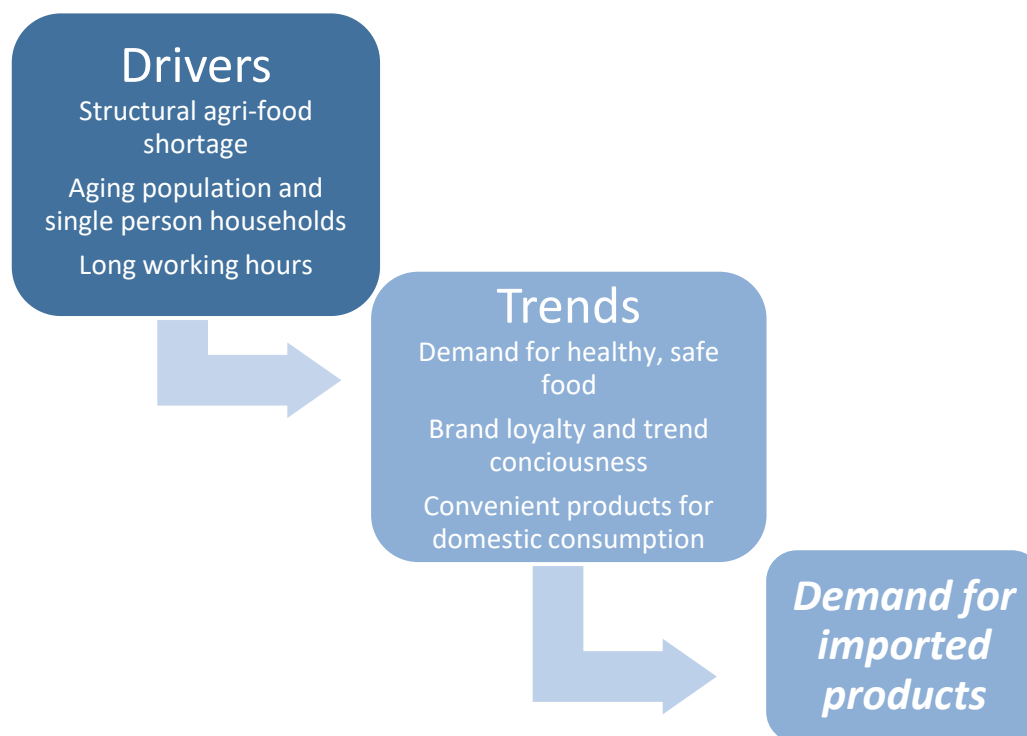 Drivers
Structural agri-food
shortage
Aging population and
single person households
Long working hours
Trends
Demand for healthy, safe
food
Brand loyalty and trend
conciousness
Convenient products for
domestic consumption
Demand for
imported
products